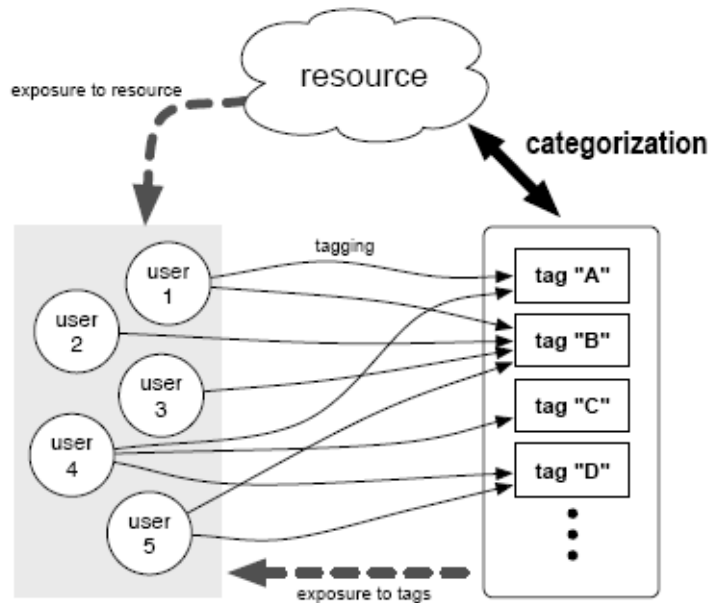 resource
exposure to resource
categorization
tagging
user
1
user
2
user
3
user
4
user
5
tag "A"
tag "B"
tag "C"
tag "D"
exposure to tags